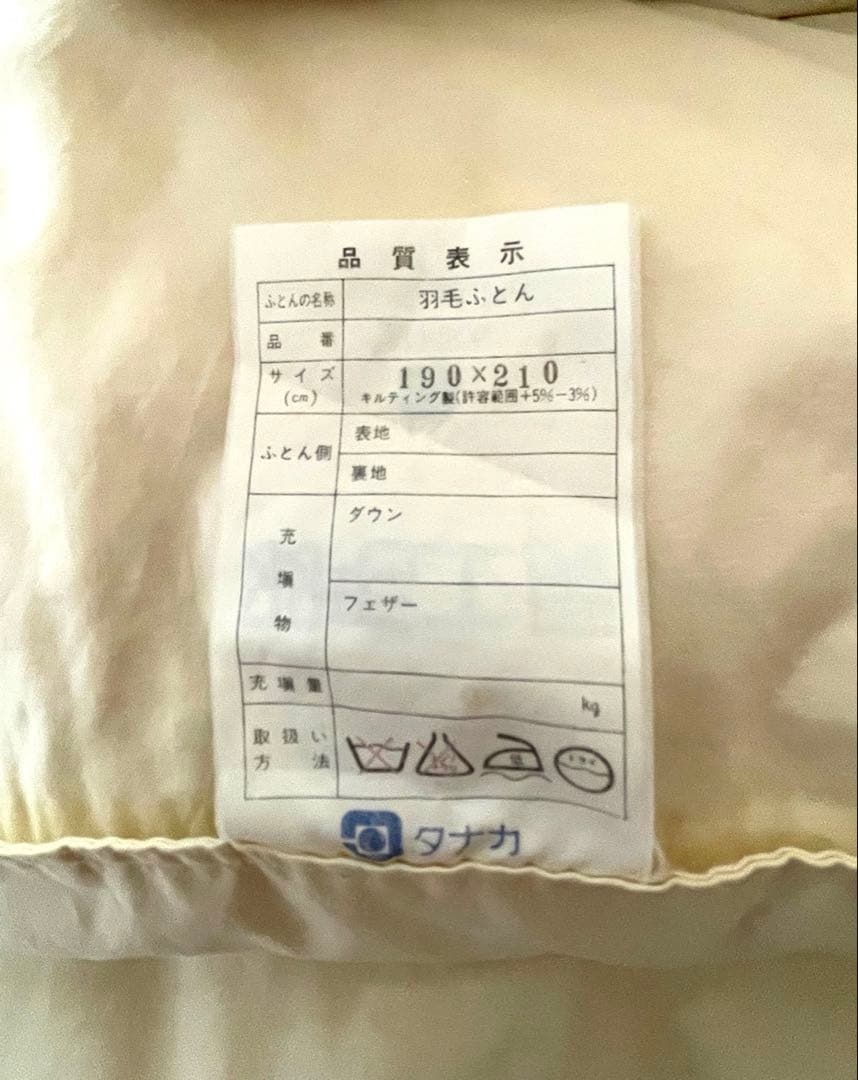 品質表示
ふとんの名称 羽毛ふとん
品番
サイズ(cm) 190×210
キルティング製(許容範囲+5%−3%)
ふとん側 表地
裏地
充塡物 ダウン
フェザー
充塡量 kg
取扱い方法
タナカ